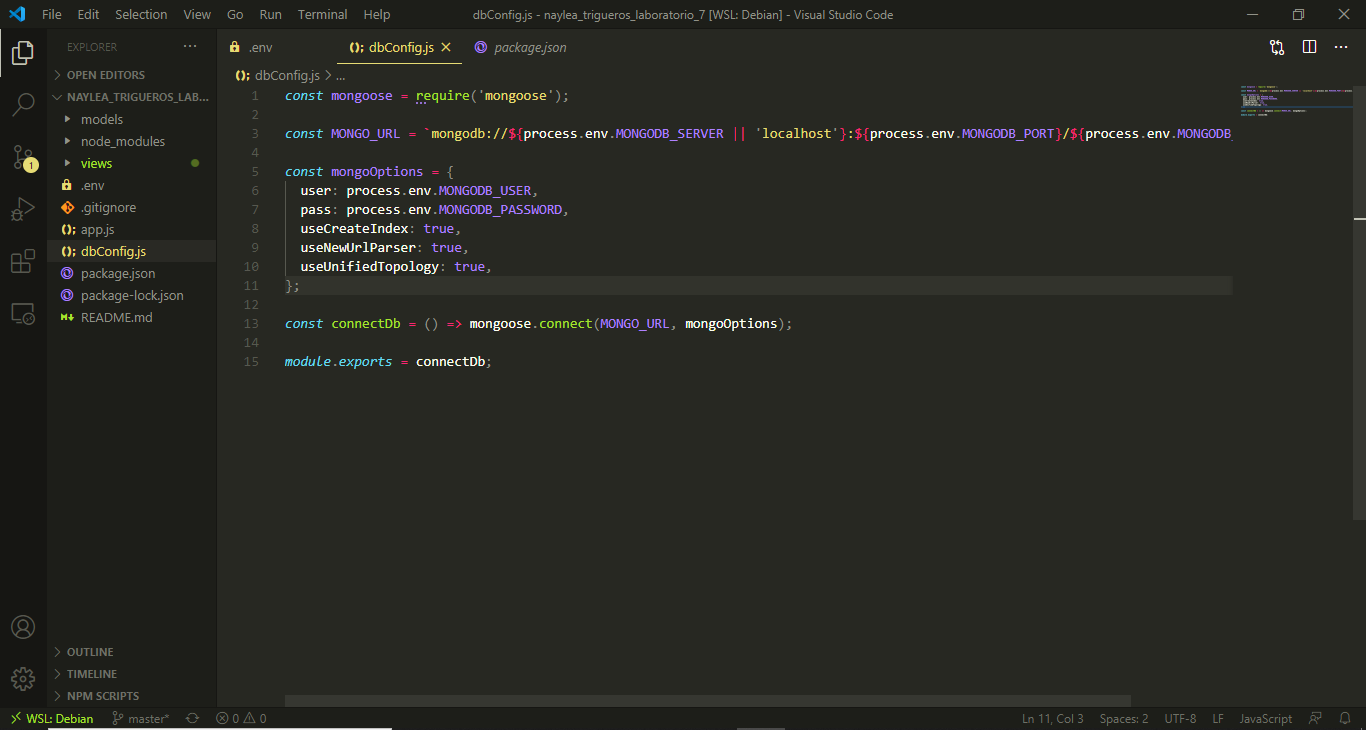 File Edit Selection View Go Run Terminal Help dbConfig.js - naylea_trigueros_laboratorio_7 [WSL: Debian] - Visual Studio Code
EXPLORER ···
OPEN EDITORS
NAYLEA_TRIGUEROS_LAB...
models
node_modules
views
.env
.gitignore
app.js
dbConfig.js
package.json
package-lock.json
README.md
OUTLINE
TIMELINE
NPM SCRIPTS
1
.env dbConfig.js package.json
dbConfig.js > ...
1 const mongoose = require('mongoose');
2
3 const MONGO_URL = `mongodb://${process.env.MONGODB_SERVER || 'localhost'}:${process.env.MONGODB_PORT}/${process.env.MONGODB_
4
5 const mongoOptions = {
6 user: process.env.MONGODB_USER,
7 pass: process.env.MONGODB_PASSWORD,
8 useCreateIndex: true,
9 useNewUrlParser: true,
10 useUnifiedTopology: true,
11 };
12
13 const connectDb = () => mongoose.connect(MONGO_URL, mongoOptions);
14
15 module.exports = connectDb;
WSL: Debian master* 0 0 Ln 11, Col 3 Spaces: 2 UTF-8 LF JavaScript